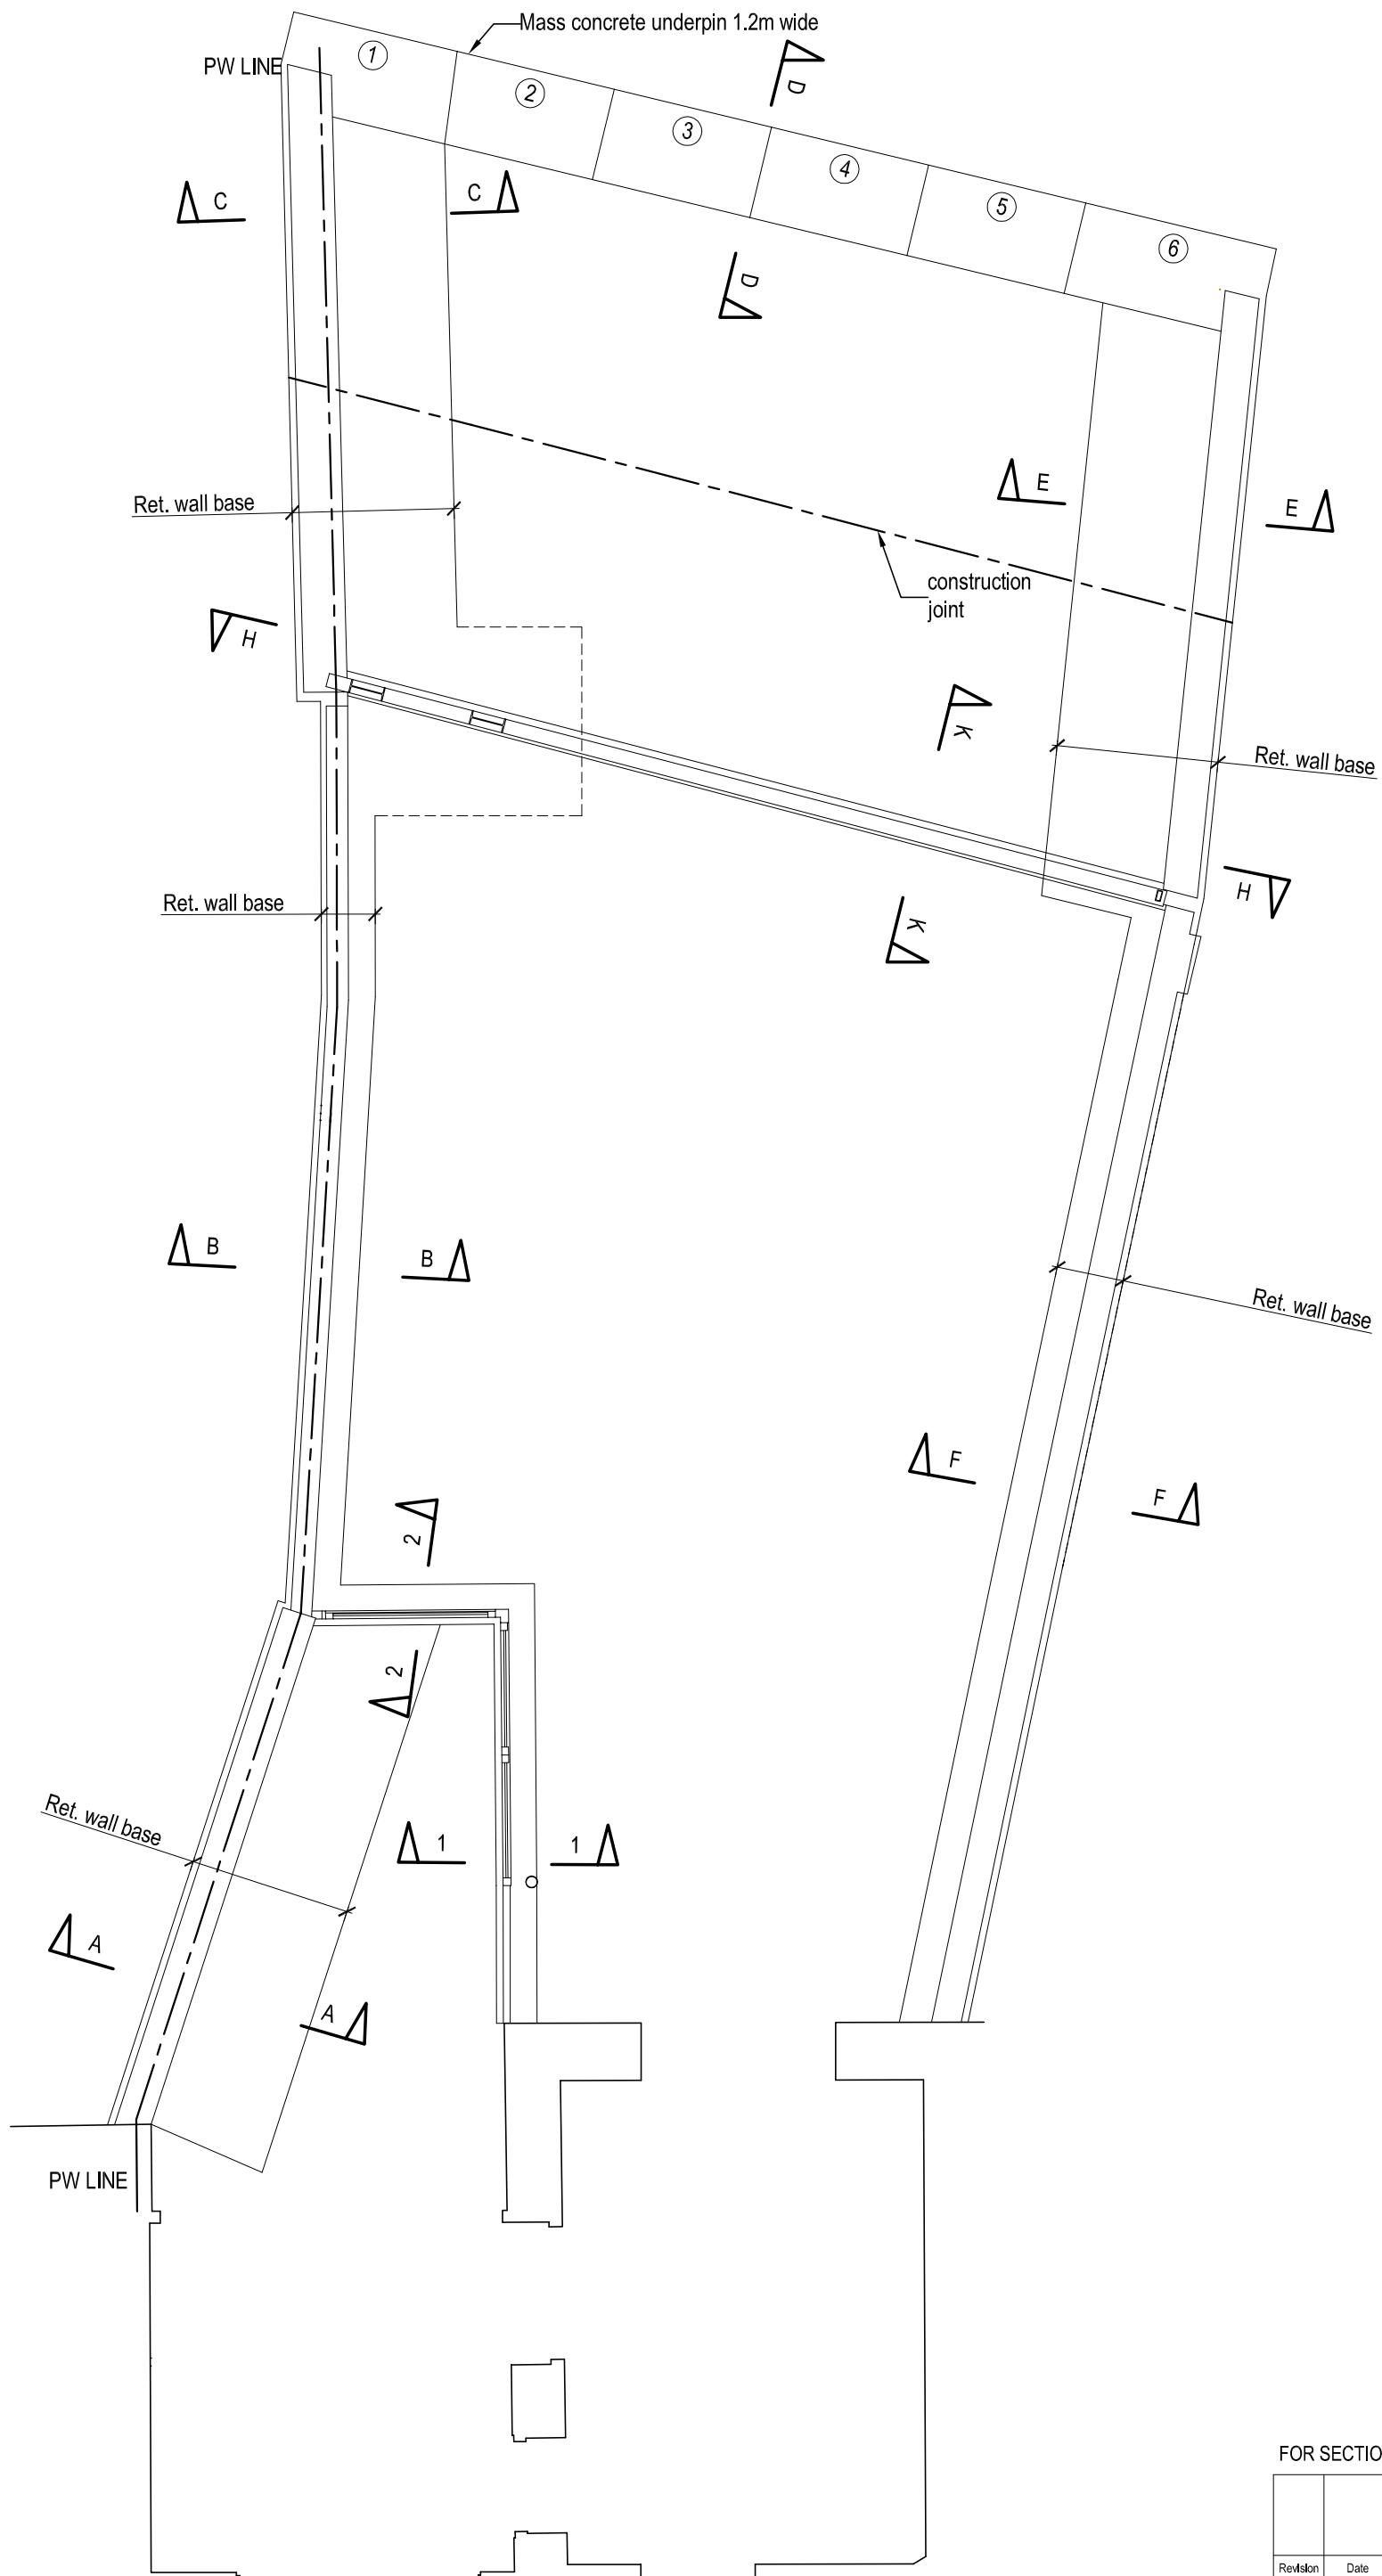 Mass concrete underpin 1.2m wide
PW LINE
1
2
3
4
5
6
D
C
C
D
E
E
Ret. wall base
construction
joint
H
K
Ret. wall base
H
Ret. wall base
K
B
B
Ret. wall base
F
F
2
2
Ret. wall base
1
1
A
A
PW LINE
FOR SECTIO
Revision
Date